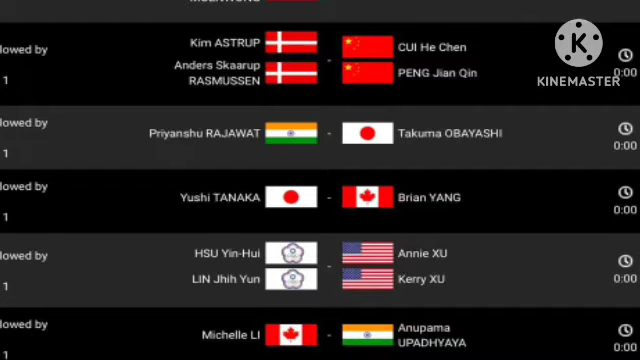 Kim ASTRUP
CUI He Chen
lowed by
Anders Skaarup
RASMUSSEN
-
PENG Jian Qin
1
0:00
K
KINEMASTER
lowed by
Priyanshu RAJAWAT
-
Takuma OBAYASHI
1
0:00
lowed by
Yushi TANAKA
-
Brian YANG
1
0:00
lowed by
HSU Yin-Hui
Annie XU
-
LIN Jhih Yun
Kerry XU
1
0:00
lowed by
Michelle LI
-
Anupama
UPADHYAYA
1
0:00